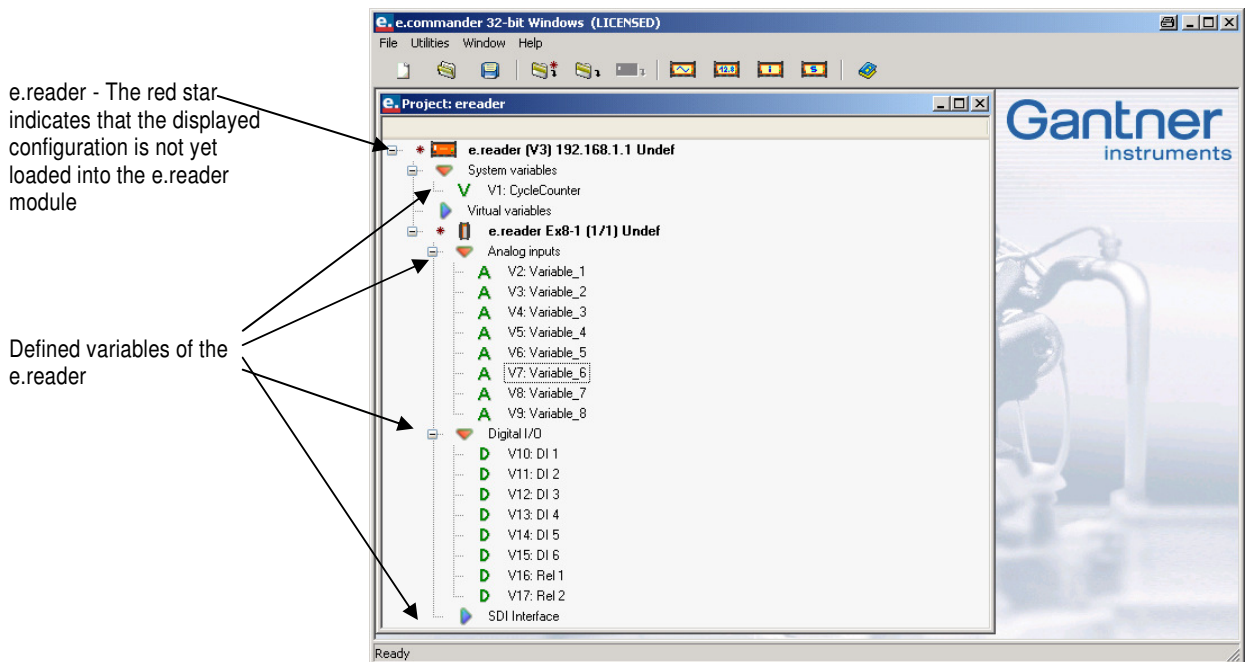 e.reader - The red star
indicates that the displayed
configuration is not yet
loaded into the e.reader
module
Defined variables of the
e.reader
e. e.commander 32-bit Windows (LICENSED)
File Utilities Window Help
12.8
i
S
e. Project: ereader
e.reader (V3) 192.168.1.1 Undef
System variables
V V1: CycleCounter
Virtual variables
e.reader Ex8-1 (1/1) Undef
Analog inputs
A V2: Variable_1
A V3: Variable_2
A V4: Variable_3
A V5: Variable_4
A V6: Variable_5
A V7: Variable_6
A V8: Variable_7
A V9: Variable_8
Digital I/O
D V10: DI 1
D V11: DI 2
D V12: DI 3
D V13: DI 4
D V14: DI 5
D V15: DI 6
D V16: Rel 1
D V17: Rel 2
SDI Interface
Gantner
instruments
Ready